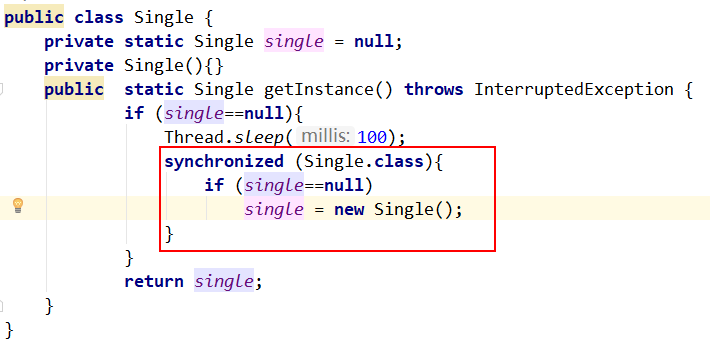 public class Single {
    private static Single single = null;
    private Single(){}
    public  static Single getInstance() throws InterruptedException {
        if (single==null){
            Thread.sleep( millis: 100);
            synchronized (Single.class){
                if (single==null)
                    single = new Single();
            }
        }
        return single;
    }
}